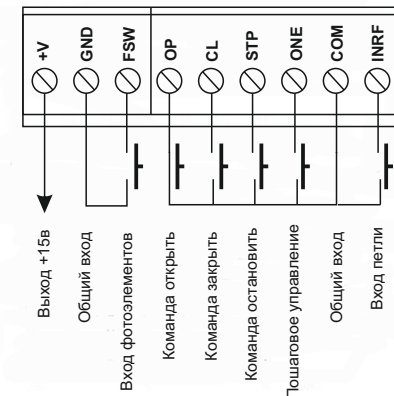 +V
GND
FSW
OP
CL
STP
ONE
COM
INRF
Выход +15в
Общий вход
Вход фотоэлементов
Команда открыть
Команда закрыть
Команда остановить
Пошаговое управление
Общий вход
Вход петли